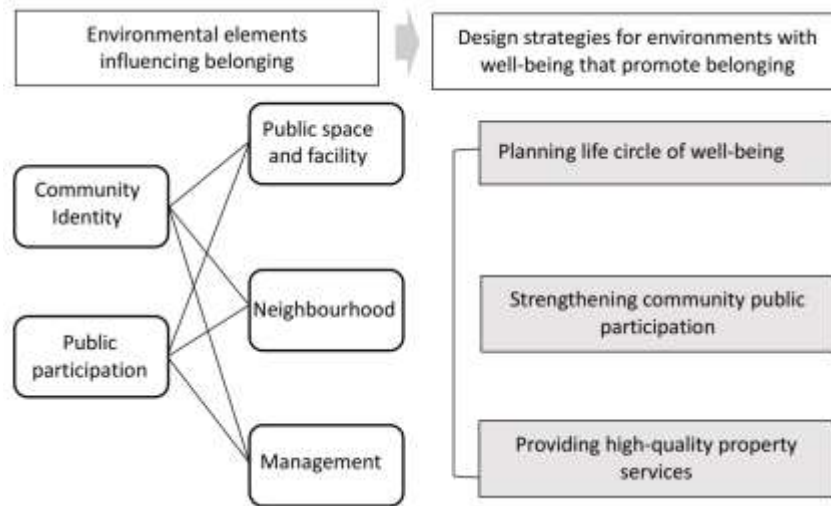 Environmental elements
influencing belonging
Design strategies for environments with
well-being that promote belonging
Public space
and facility
Community
Identity
Neighbourhood
Public
participation
Management
Planning life circle of well-being
Strengthening community public
participation
Providing high-quality property
services